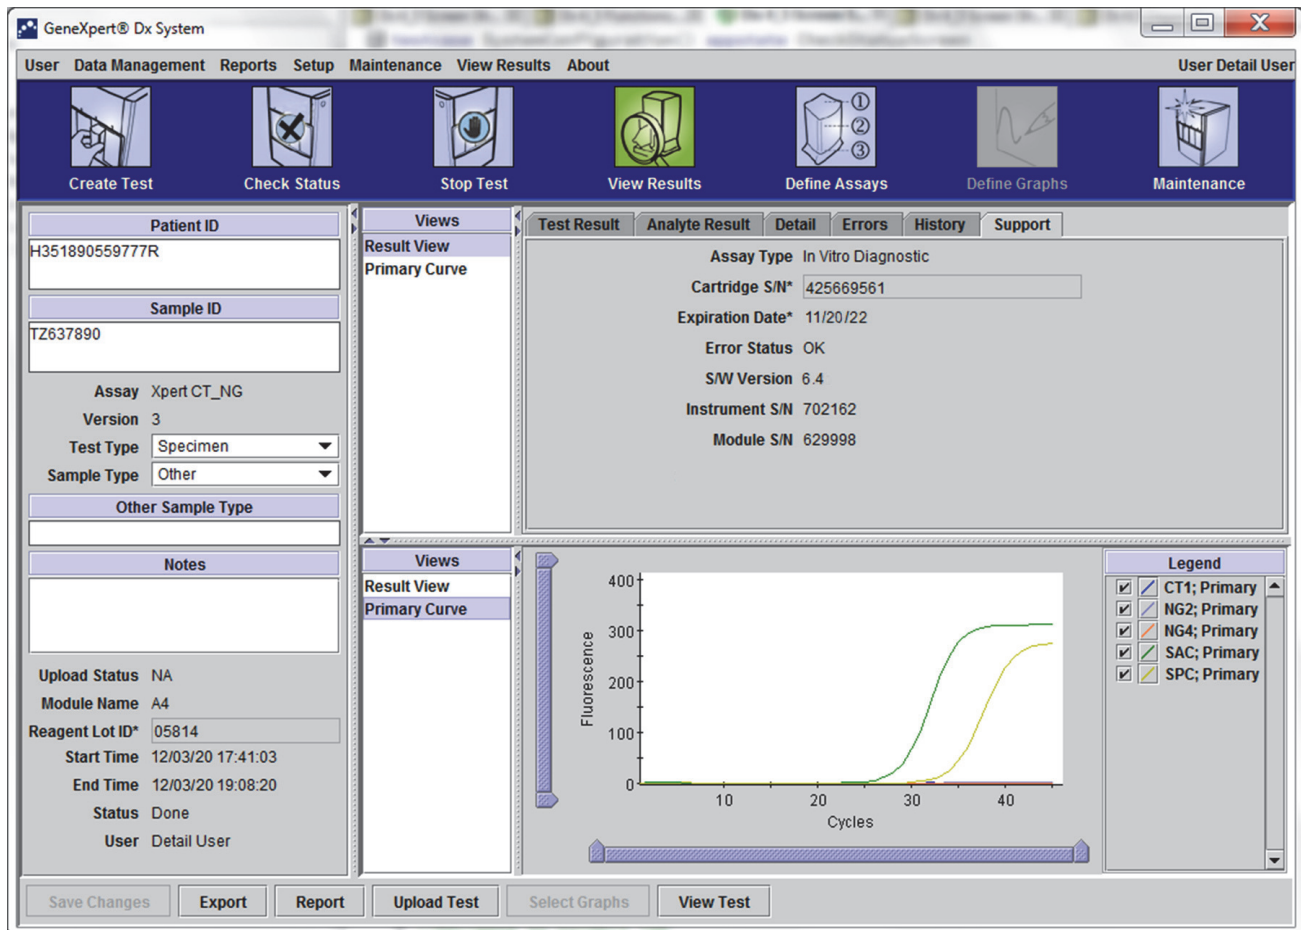 GeneXpert® Dx System
User Data Management Reports Setup Maintenance View Results About User Detail User
Create Test Check Status Stop Test View Results Define Assays Define Graphs Maintenance
Patient ID
H351890559777R
Sample ID
TZ637890
Assay Xpert CT_NG
Version 3
Test Type Specimen
Sample Type Other
Other Sample Type
Notes
Upload Status NA
Module Name A4
Reagent Lot ID* 05814
Start Time 12/03/20 17:41:03
End Time 12/03/20 19:08:20
Status Done
User Detail User
Views
Result View
Primary Curve
Test Result Analyte Result Detail Errors History Support
Assay Type In Vitro Diagnostic
Cartridge S/N* 425669561
Expiration Date* 11/20/22
Error Status OK
S/W Version 6.4
Instrument S/N 702162
Module S/N 629998
Views
Result View
Primary Curve
400
300
200
100
0
Fluorescence
10 20 30 40
Cycles
Legend
CT1; Primary
NG2; Primary
NG4; Primary
SAC; Primary
SPC; Primary
Save Changes Export Report Upload Test Select Graphs View Test